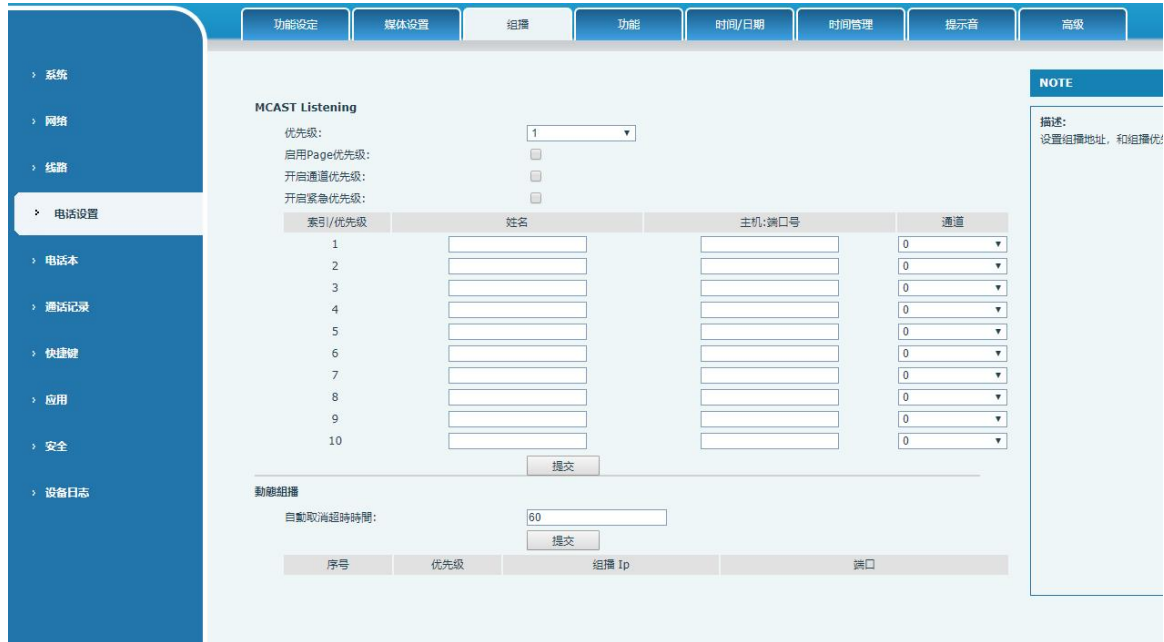 功能设定 媒体设置 组播 功能 时间/日期 时间管理 提示音 高级
› 系统
› 网络
› 线路
› 电话设置
› 电话本
› 通话记录
› 快捷键
› 应用
› 安全
› 设备日志
MCAST Listening
优先级: 1
启用Page优先级:
开启通道优先级:
开启紧急优先级:
索引/优先级 姓名 主机:端口号 通道
1 0
2 0
3 0
4 0
5 0
6 0
7 0
8 0
9 0
10 0
提交
動態組播
自動取消超時時間: 60
提交
序号 优先级 组播 Ip 端口
NOTE
描述:
设置组播地址, 和组播优